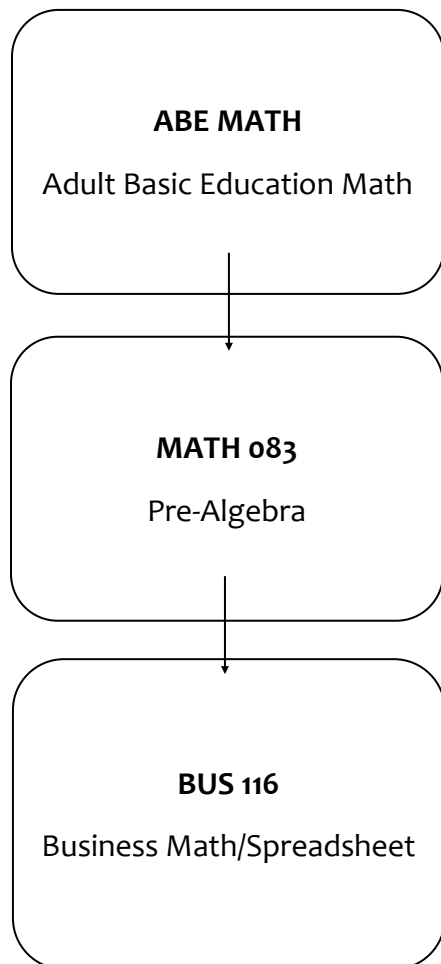 ABE MATH
Adult Basic Education Math
MATH 083
Pre-Algebra
BUS 116
Business Math/Spreadsheet